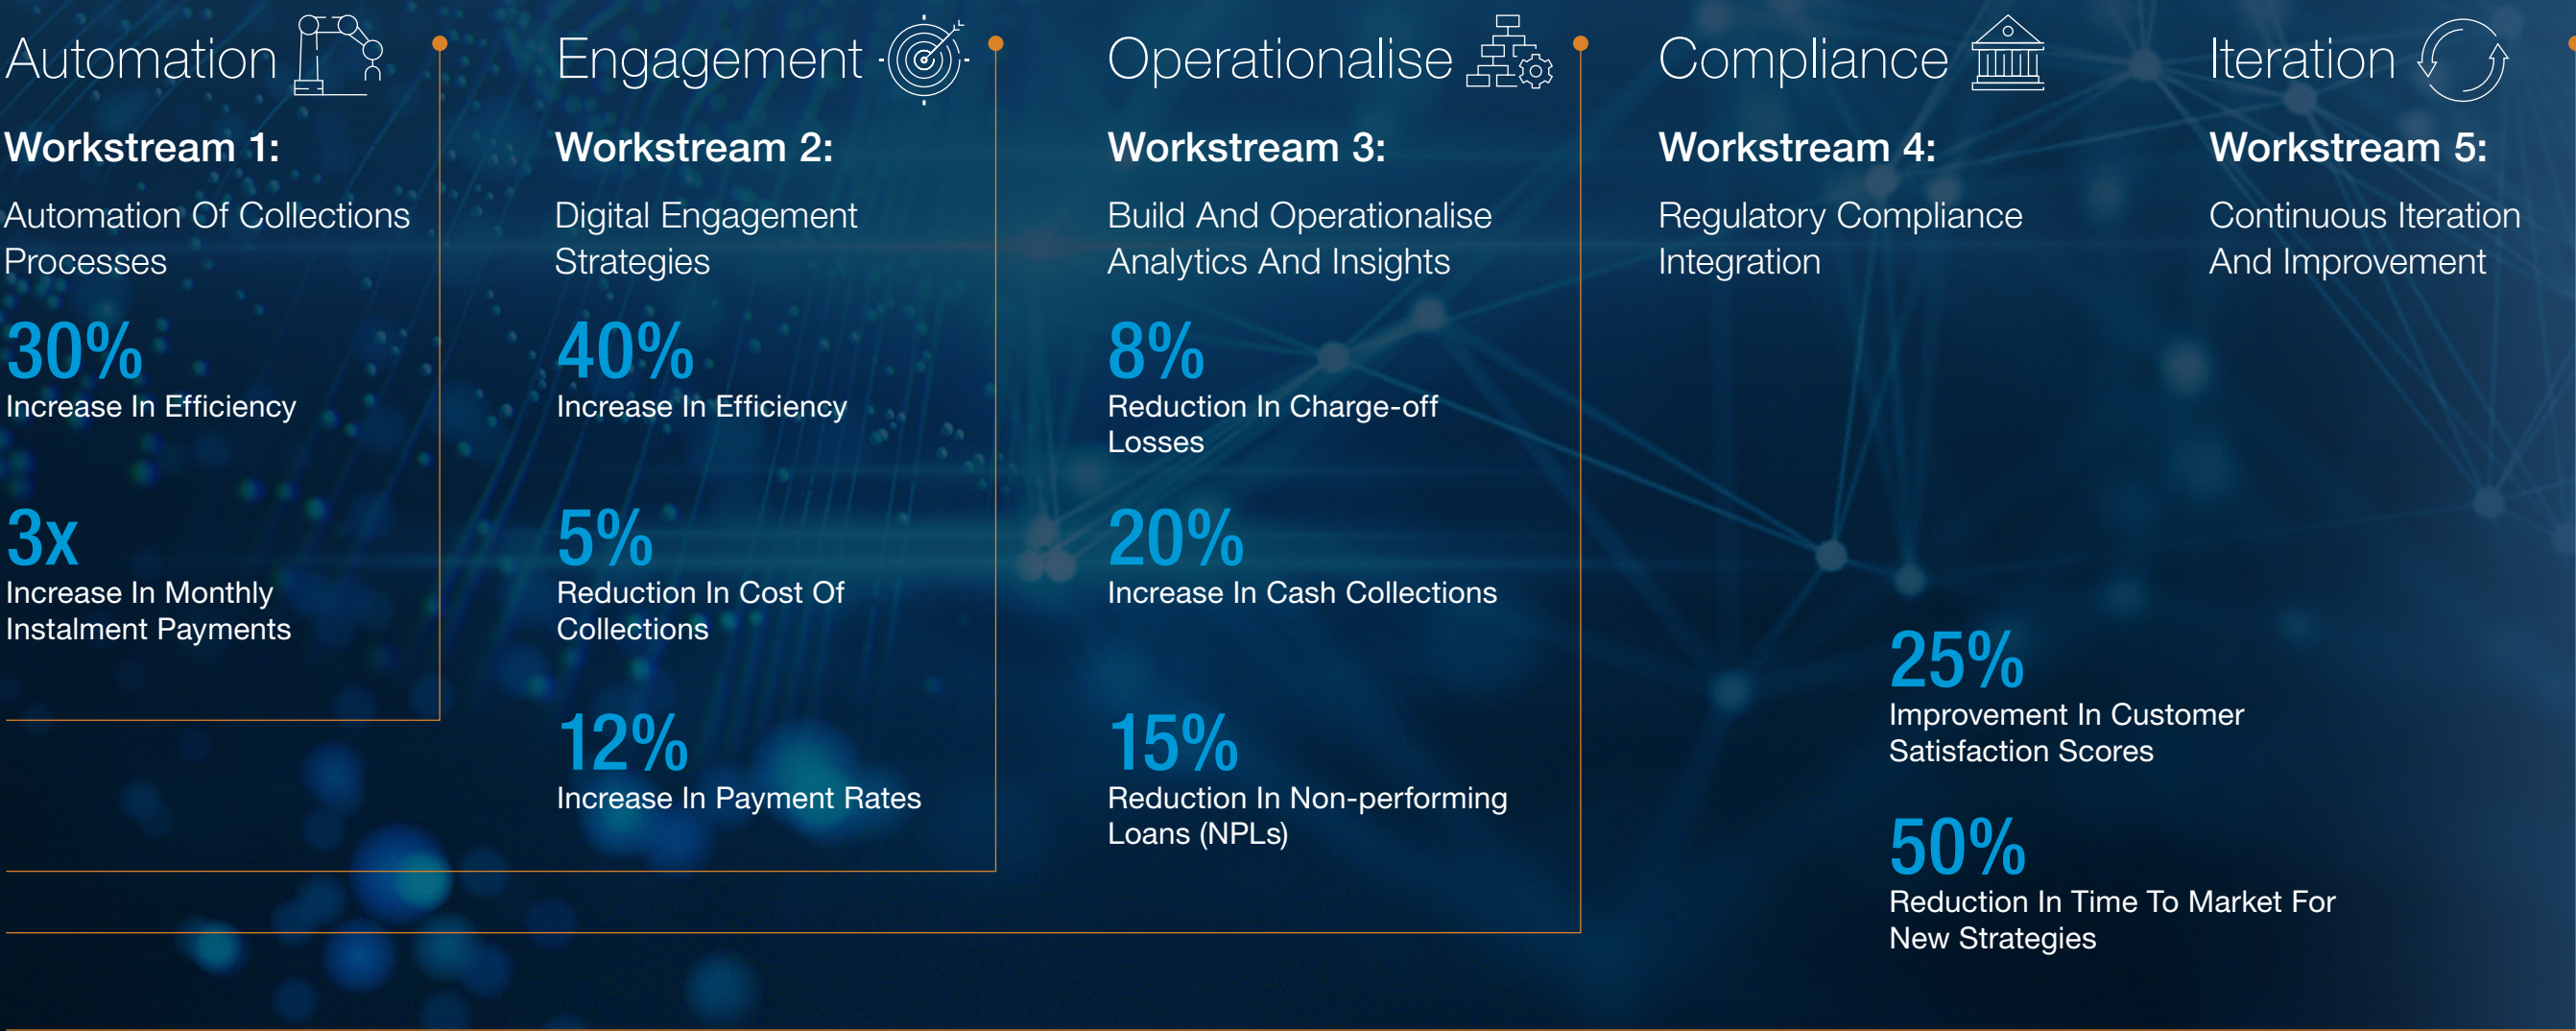 Automation
Workstream 1:
Automation Of Collections
Processes
30%
Increase In Efficiency
3x
Increase In Monthly
Instalment Payments
Engagement
Workstream 2:
Digital Engagement
Strategies
40%
Increase In Efficiency
5%
Reduction In Cost Of
Collections
12%
Increase In Payment Rates
Operationalise
Workstream 3:
Build And Operationalise
Analytics And Insights
8%
Reduction In Charge-off
Losses
20%
Increase In Cash Collections
15%
Reduction In Non-performing
Loans (NPLs)
Compliance
Workstream 4:
Regulatory Compliance
Integration
Iteration
Workstream 5:
Continuous Iteration
And Improvement
25%
Improvement In Customer
Satisfaction Scores
50%
Reduction In Time To Market For
New Strategies